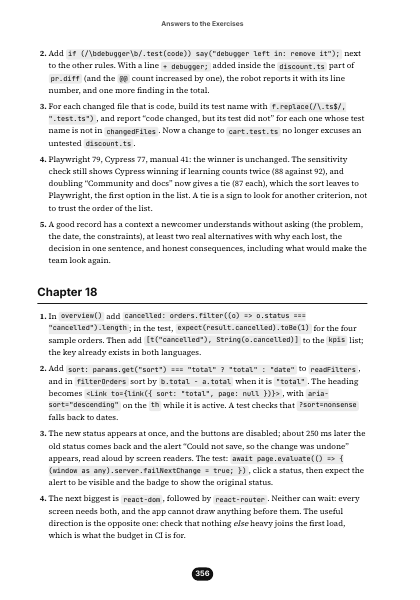 Answers to the Exercises
2. Add if (/\bdebugger\b/.test(code)) say("debugger left in: remove it"); next
to the other rules. With a line + debugger; added inside the discount.ts part of
pr.diff (and the @@ count increased by one), the robot reports it with its line
number, and one more finding in the total.
3. For each changed file that is code, build its test name with f.replace(/\.ts$/,
".test.ts"), and report “code changed, but its test did not” for each one whose test
name is not in changedFiles. Now a change to cart.test.ts no longer excuses an
untested discount.ts.
4. Playwright 79, Cypress 77, manual 41: the winner is unchanged. The sensitivity
check still shows Cypress winning if learning counts twice (88 against 92), and
doubling “Community and docs” now gives a tie (87 each), which the sort leaves to
Playwright, the first option in the list. A tie is a sign to look for another criterion, not
to trust the order of the list.
5. A good record has a context a newcomer understands without asking (the problem,
the date, the constraints), at least two real alternatives with why each lost, the
decision in one sentence, and honest consequences, including what would make the
team look again.
Chapter 18
1. In overview() add cancelled: orders.filter((o) => o.status ===
"cancelled").length; in the test, expect(result.cancelled).toBe(1) for the four
sample orders. Then add [t("cancelled"), String(o.cancelled)] to the kpis list;
the key already exists in both languages.
2. Add sort: params.get("sort") === "total" ? "total" : "date" to readFilters,
and in filterOrders sort by b.total - a.total when it is "total". The heading
becomes <Link to={link({ sort: "total", page: null })}>, with aria-
sort="descending" on the th while it is active. A test checks that ?sort=nonsense
falls back to dates.
3. The new status appears at once, and the buttons are disabled; about 250 ms later the
old status comes back and the alert “Could not save, so the change was undone”
appears, read aloud by screen readers. The test: await page.evaluate(() => {
(window as any).server.failNextChange = true; }), click a status, then expect the
alert to be visible and the badge to show the original status.
4. The next biggest is react-dom, followed by react-router. Neither can wait: every
screen needs both, and the app cannot draw anything before them. The useful
direction is the opposite one: check that nothing else heavy joins the first load,
which is what the budget in CI is for.
356